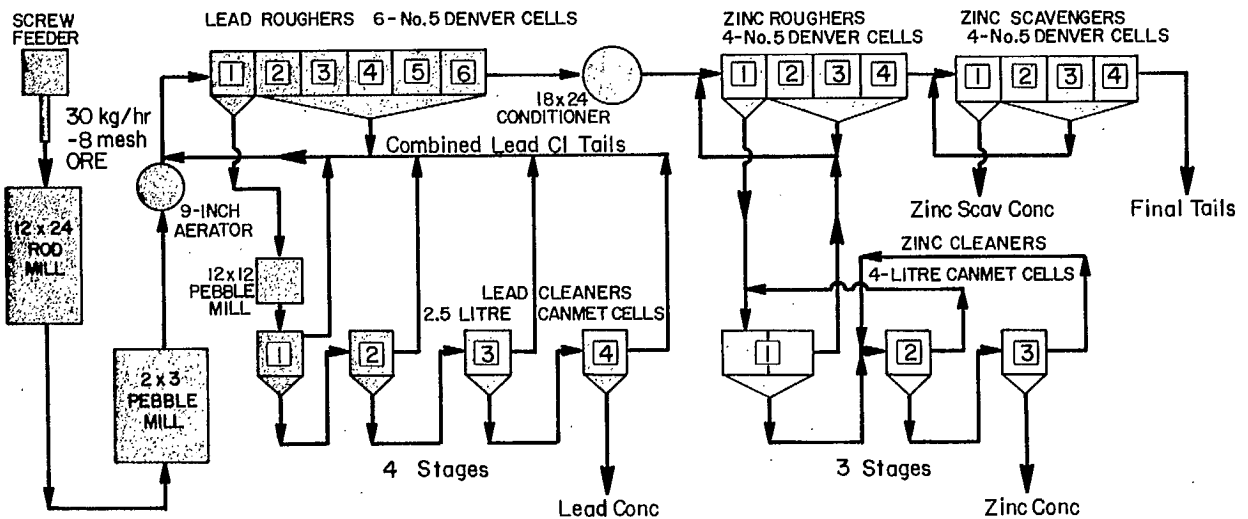 SCREW
FEEDER
30 kg/hr
-8 mesh
ORE
12 x 24
ROD
MILL
2 x 3
PEBBLE
MILL
9-INCH
AERATOR
LEAD ROUGHERS 6-No.5 DENVER CELLS
1 2 3 4 5 6
18x24
CONDITIONER
Combined Lead Cl Tails
12x12
PEBBLE
MILL
LEAD CLEANERS
2.5 LITRE CANMET CELLS
1 2 3 4
4 Stages
Lead Conc
ZINC ROUGHERS
4-No.5 DENVER CELLS
1 2 3 4
ZINC SCAVENGERS
4-No.5 DENVER CELLS
1 2 3 4
Zinc Scav Conc
Final Tails
ZINC CLEANERS
4-LITRE CANMET CELLS
1 2 3
3 Stages
Zinc Conc